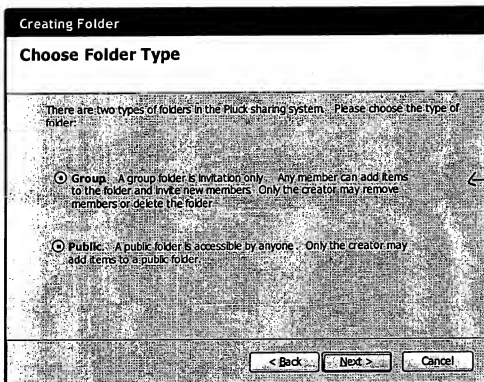 Creating Folder
Choose Folder Type
There are two types of folders in the Pluck sharing system. Please choose the type of
folder:
Group. A group folder is invitation only. Any member can add items
to the folder and invite new members. Only the creator may remove
members or delete the folder
Public. A public folder is accessible by anyone. Only the creator may
add items to a public folder.
< Back
Next >
Cancel